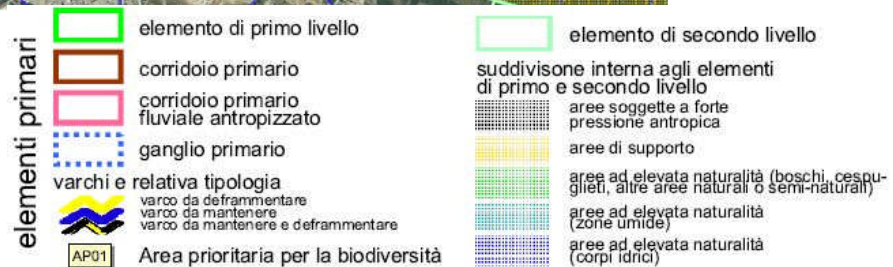 elementi primari
elemento di primo livello
corridoio primario
corridoio primario
fluviale antropizzato
ganglio primario
varchi e relativa tipologia
varco da deframmentare
varco da mantenere
varco da mantenere e deframmentare
AP01 Area prioritaria per la biodiversità
elemento di secondo livello
suddivisone interna agli elementi
di primo e secondo livello
aree soggette a forte
pressione antropica
aree di supporto
aree ad elevata naturalità (boschi, cespu-
glieti, altre aree naturali o semi-naturali)
aree ad elevata naturalità
(zone umide)
aree ad elevata naturalità
(corpi idrici)